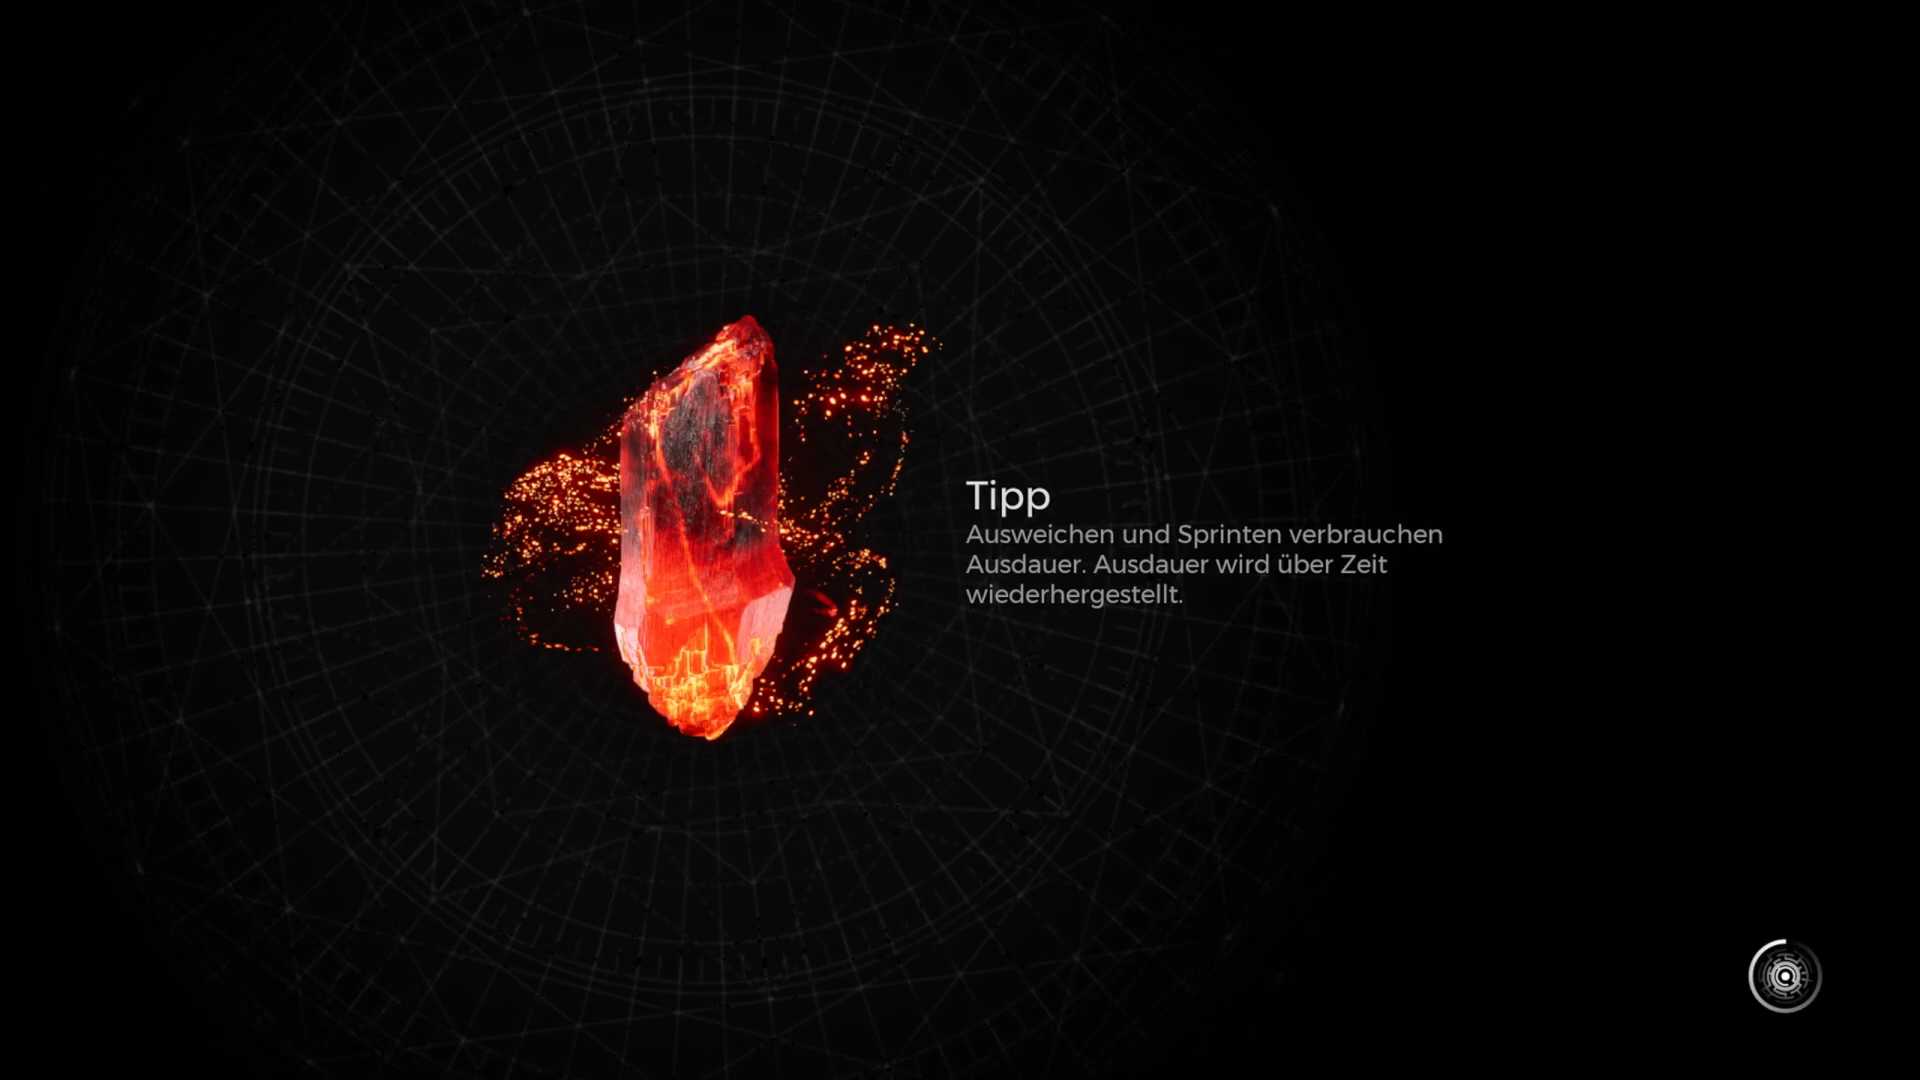 Tipp
Ausweichen und Sprinten verbrauchen
Ausdauer. Ausdauer wird über Zeit
wiederhergestellt.